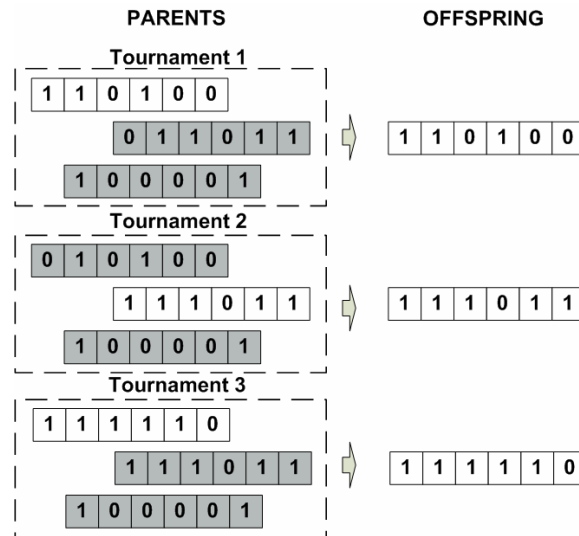 PARENTS OFFSPRING
Tournament 1
1 1 0 1 0 0
0 1 1 0 1 1
1 1 0 1 0 0
1 0 0 0 0 1
Tournament 2
0 1 0 1 0 0
1 1 1 0 1 1
1 1 1 0 1 1
1 0 0 0 0 1
Tournament 3
1 1 1 1 1 0
1 1 1 0 1 1
1 1 1 1 1 0
1 0 0 0 0 1